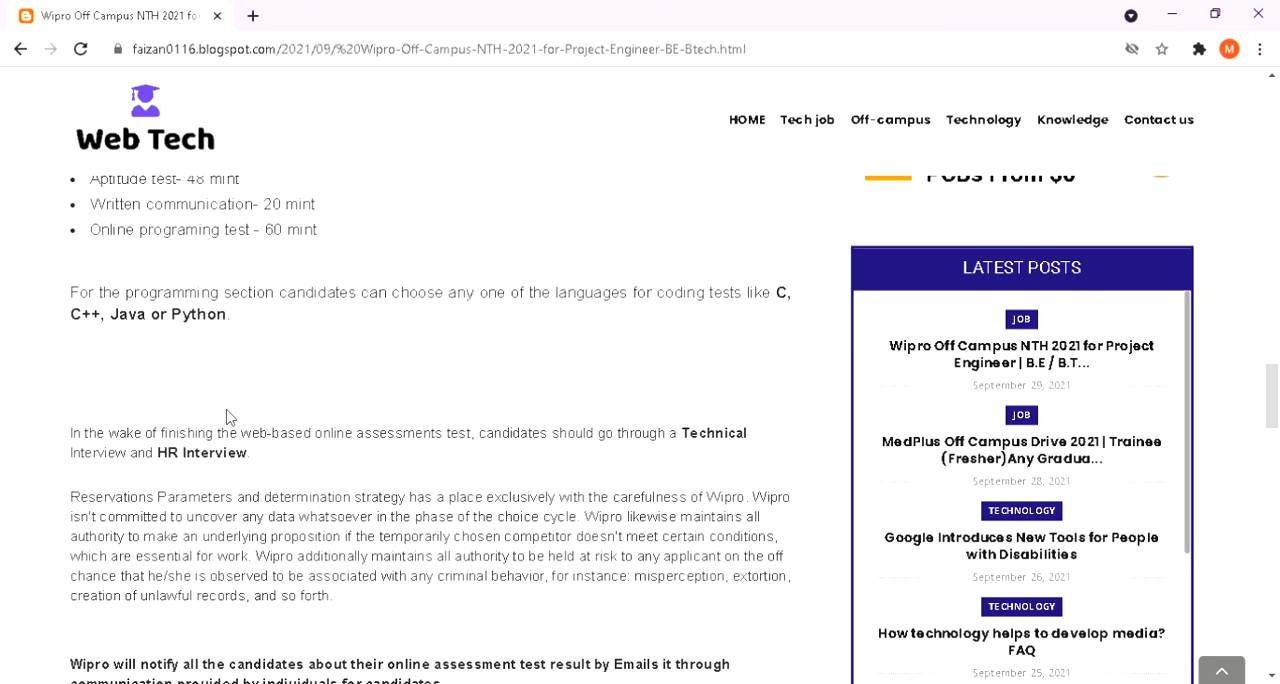 Wipro Off Campus NTH 2021 fo
faizan0116.blogspot.com/2021/09/%20Wipro-Off-Campus-NTH-2021-for-Project-Engineer-BE-Btech.html
M
Web Tech
HOME Tech job Off-campus Technology Knowledge Contact us
• Aptitude test- 48 mint
• Written communication- 20 mint
• Online programing test - 60 mint
For the programming section candidates can choose any one of the languages for coding tests like C,
C++, Java or Python.
In the wake of finishing the web-based online assessments test, candidates should go through a Technical
Interview and HR Interview.
Reservations Parameters and determination strategy has a place exclusively with the carefulness of Wipro. Wipro
isn't committed to uncover any data whatsoever in the phase of the choice cycle. Wipro likewise maintains all
authority to make an underlying proposition if the temporarily chosen competitor doesn't meet certain conditions,
which are essential for work. Wipro additionally maintains all authority to be held at risk to any applicant on the off
chance that he/she is observed to be associated with any criminal behavior, for instance: misperception, extortion,
creation of unlawful records, and so forth.
Wipro will notify all the candidates about their online assessment test result by Emails it through
communication provided by individuals for candidates.
PCBs From $0
LATEST POSTS
JOB
Wipro Off Campus NTH 2021 for Project
Engineer | B.E / B.T...
September 29, 2021
JOB
MedPlus Off Campus Drive 2021 | Trainee
(Fresher)Any Gradua...
September 28, 2021
TECHNOLOGY
Google Introduces New Tools for People
with Disabilities
September 26, 2021
TECHNOLOGY
How technology helps to develop media?
FAQ
September 25, 2021